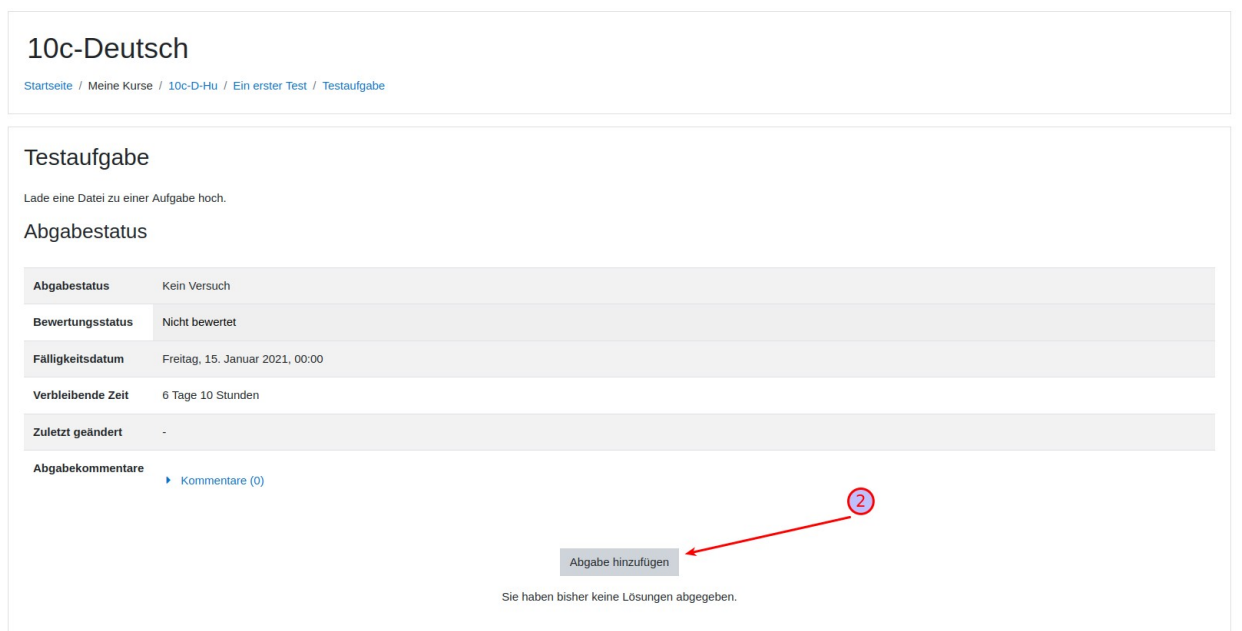 10c-Deutsch
Startseite / Meine Kurse / 10c-D-Hu / Ein erster Test / Testaufgabe
Testaufgabe
Lade eine Datei zu einer Aufgabe hoch.
Abgabestatus
Abgabestatus Kein Versuch
Bewertungsstatus Nicht bewertet
Fälligkeitsdatum Freitag, 15. Januar 2021, 00:00
Verbleibende Zeit 6 Tage 10 Stunden
Zuletzt geändert -
Abgabekommentare
Kommentare (0)
2
Abgabe hinzufügen
Sie haben bisher keine Lösungen abgegeben.